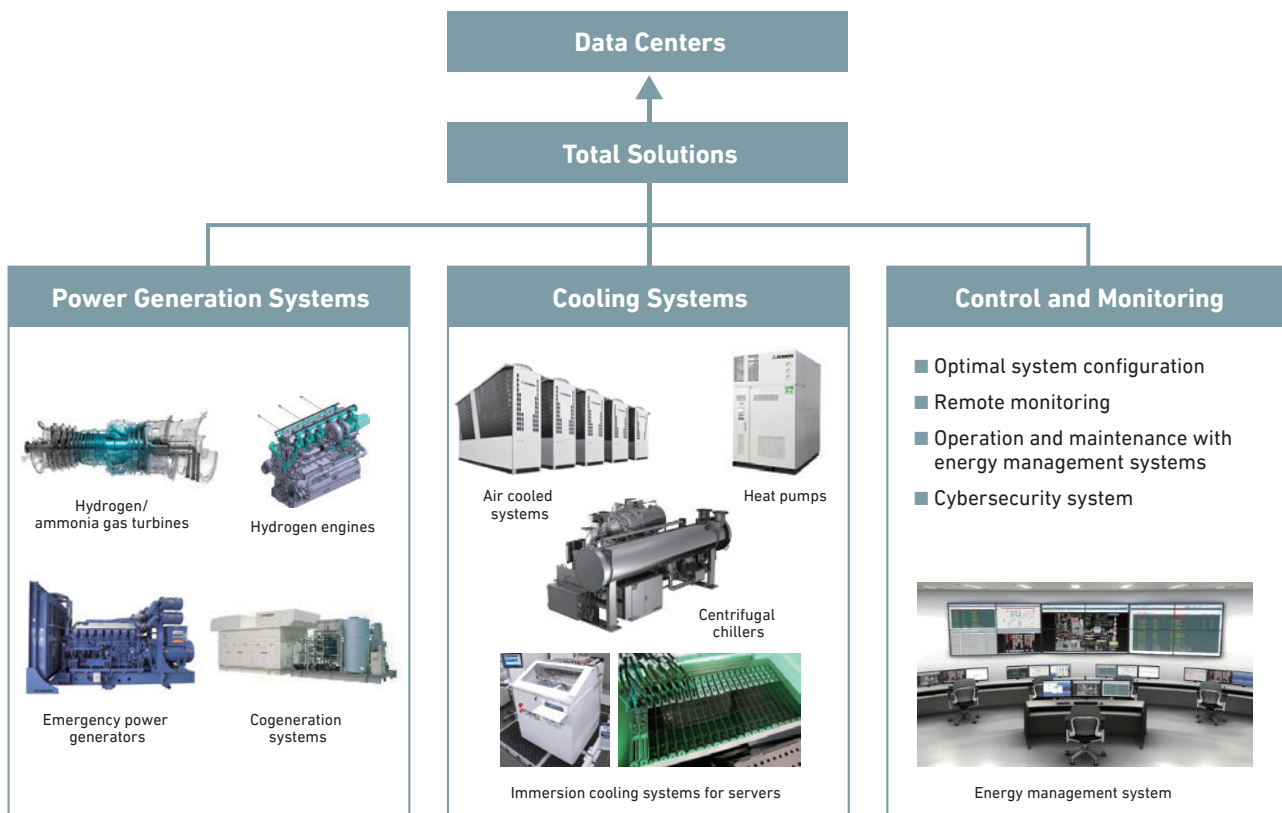 Data Centers
Total Solutions
Power Generation Systems
Hydrogen/
ammonia gas turbines
Hydrogen engines
Emergency power
generators
Cogeneration
systems
Cooling Systems
Air cooled
systems
Heat pumps
Centrifugal
chillers
Immersion cooling systems for servers
Control and Monitoring
Optimal system configuration
Remote monitoring
Operation and maintenance with
energy management systems
Cybersecurity system
Energy management system